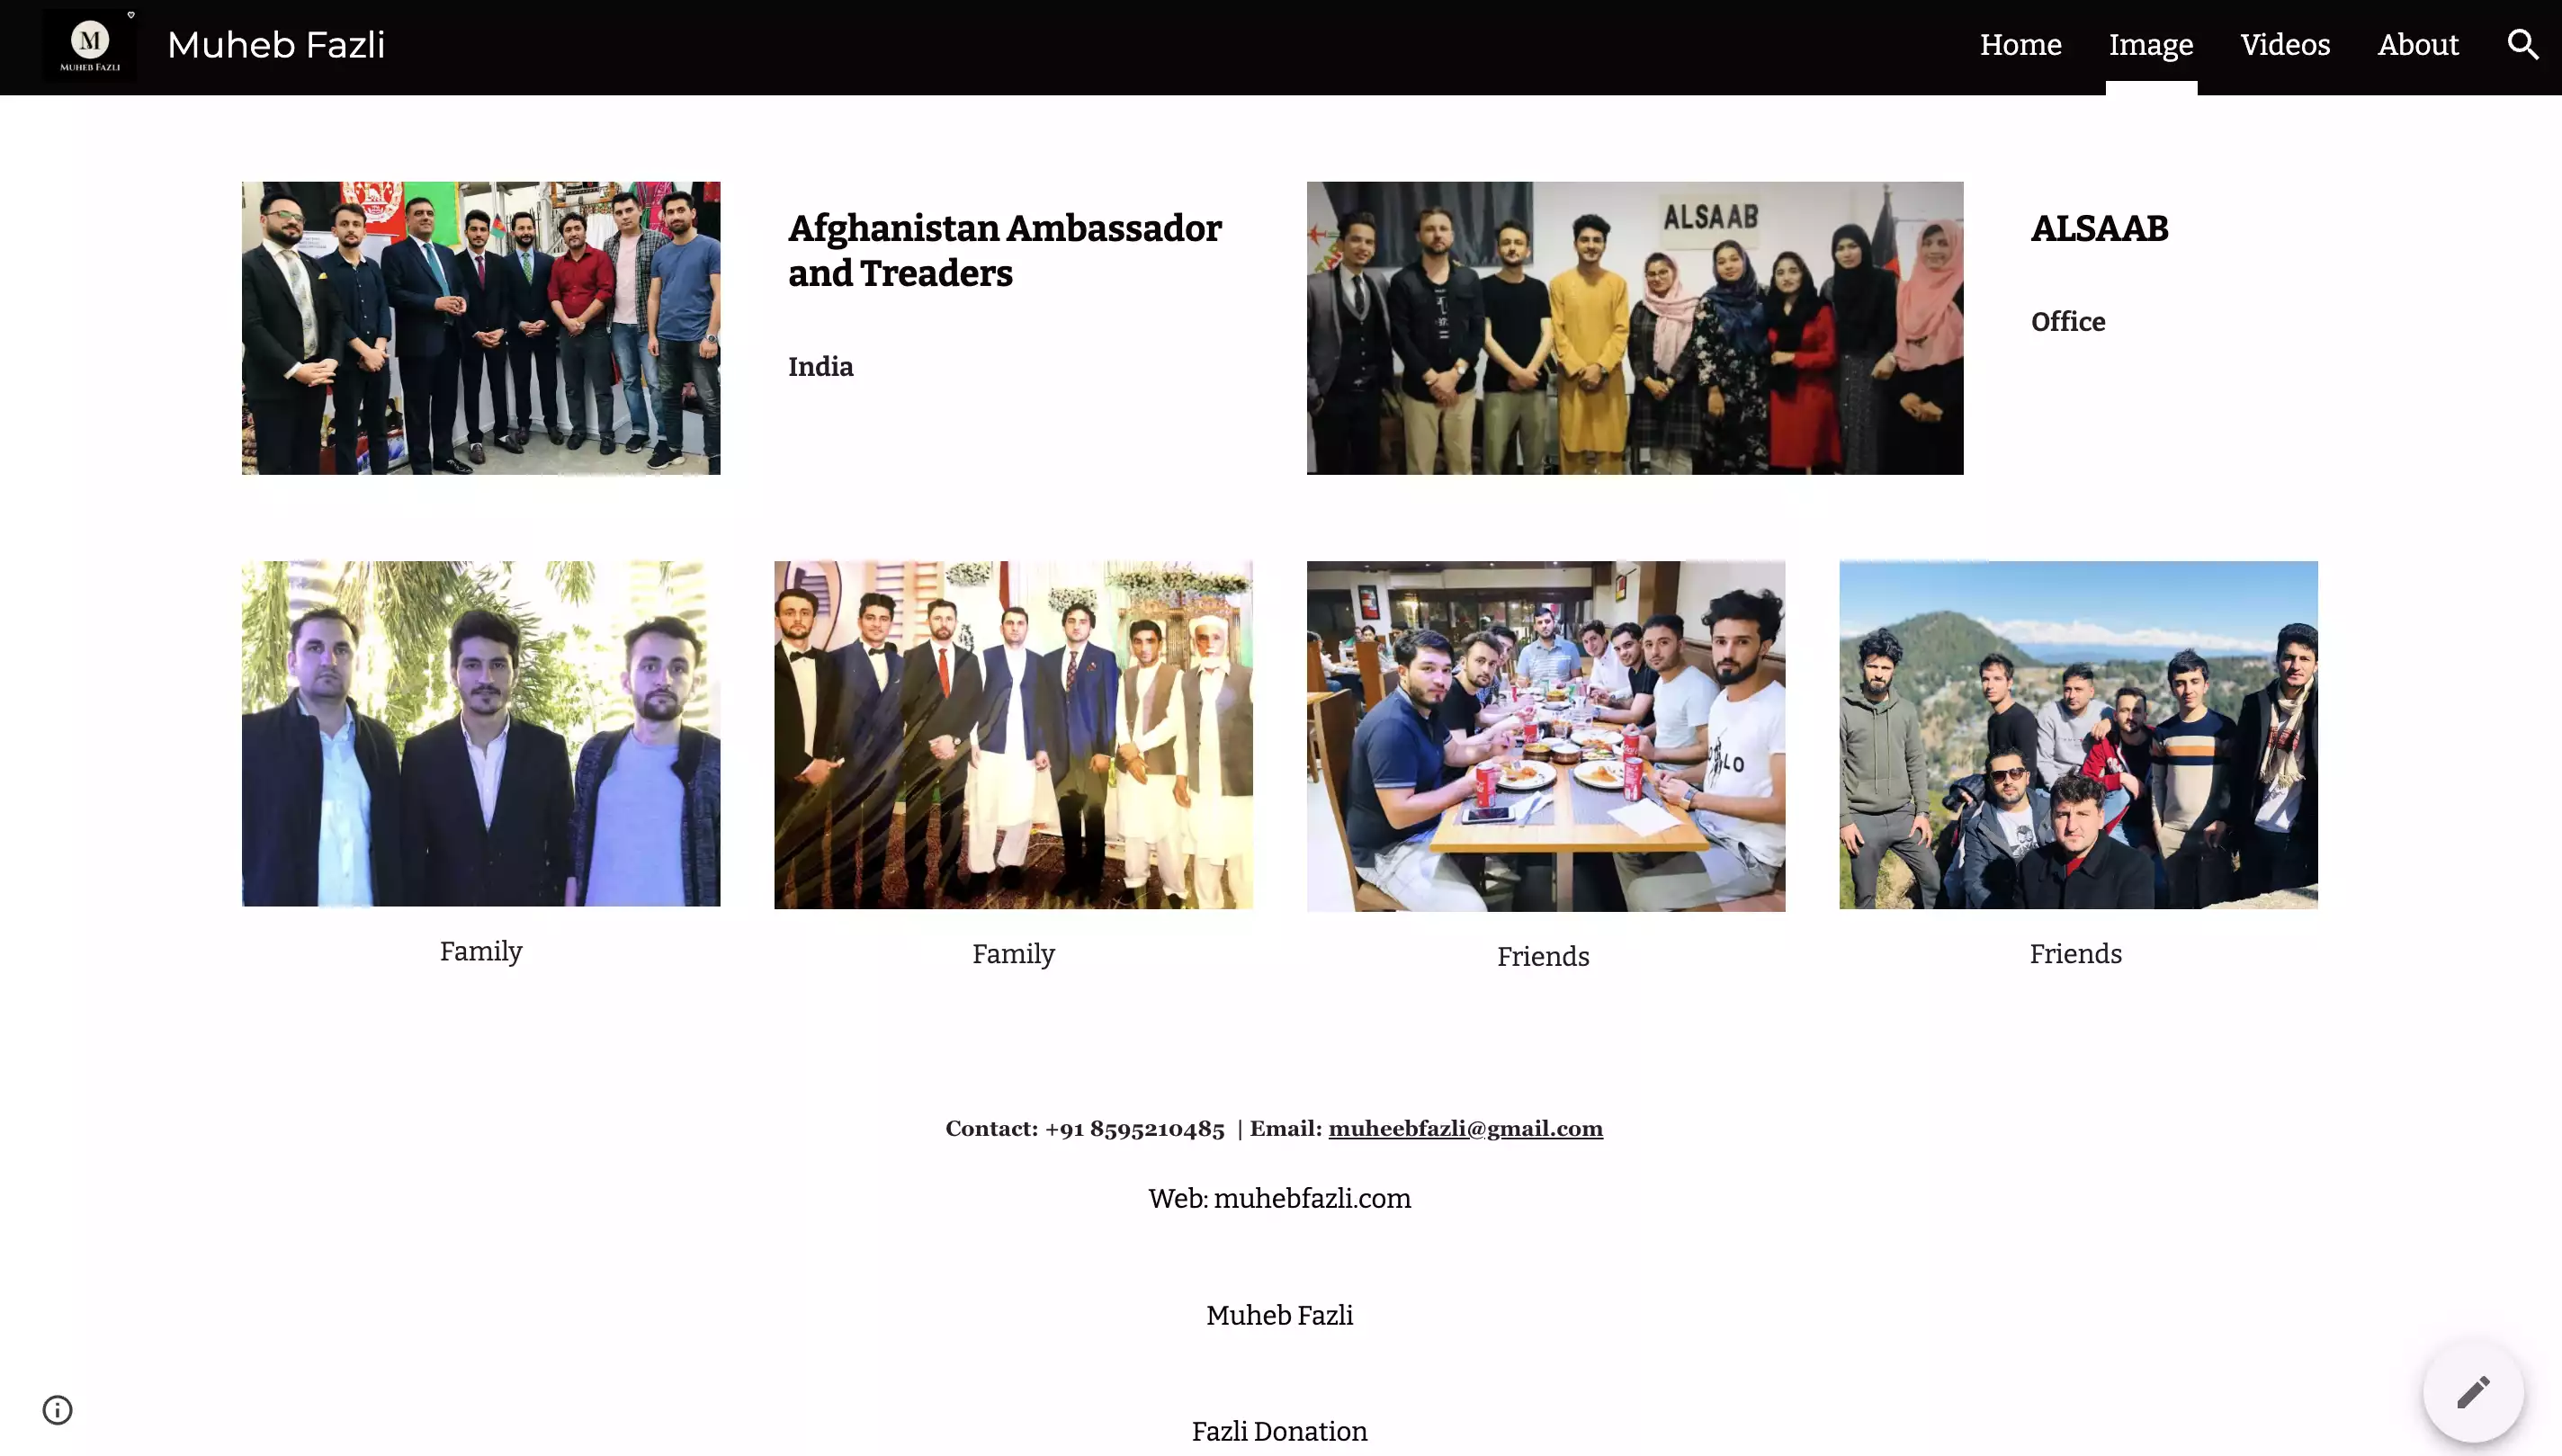 M
MUHEB FAZLI
Muheb Fazli
Home
Image
Videos
About
Afghanistan Ambassador
and Treaders
India
ALSAAB
ALSAAB
Office
Family
Family
Friends
Friends
Contact: +91 8595210485 | Email: muheebfazli@gmail.com
Web: muhebfazli.com
Muheb Fazli
Fazli Donation